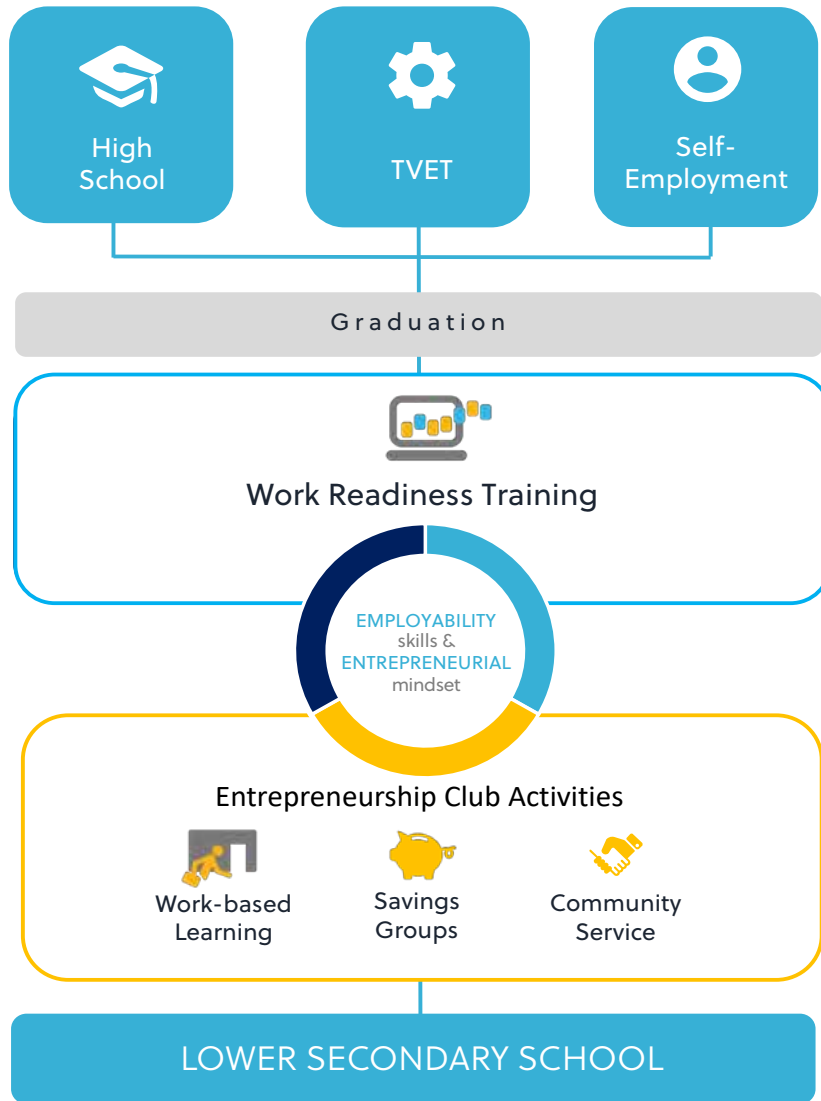 High
School
TVET
Self-
Employment
Graduation
Work Readiness Training
EMPLOYABILITY
skills &
ENTREPRENEURIAL
mindset
Entrepreneurship Club Activities
Work-based
Learning
Savings
Groups
Community
Service
LOWER SECONDARY SCHOOL